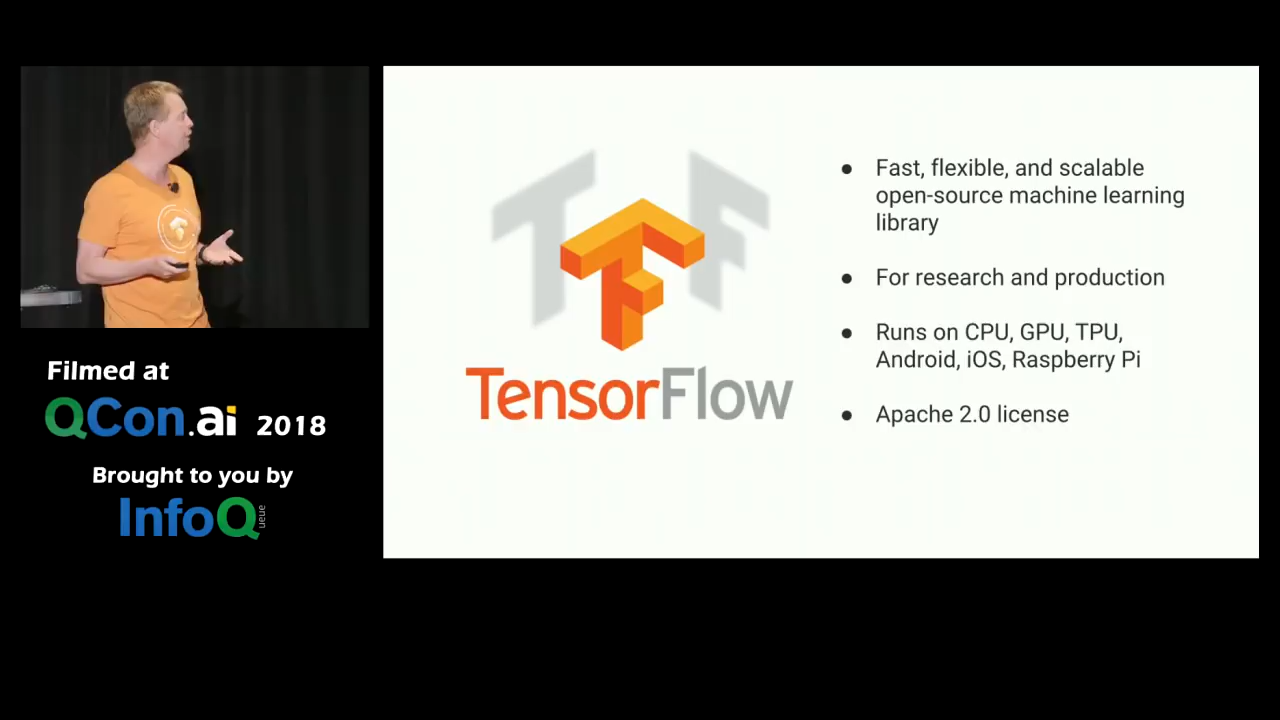 Filmed at
QCon.ai 2018
Brought to you by
InfoQ
ueue
TensorFlow
● Fast, flexible, and scalable
open-source machine learning
library
● For research and production
● Runs on CPU, GPU, TPU,
Android, iOS, Raspberry Pi
● Apache 2.0 license